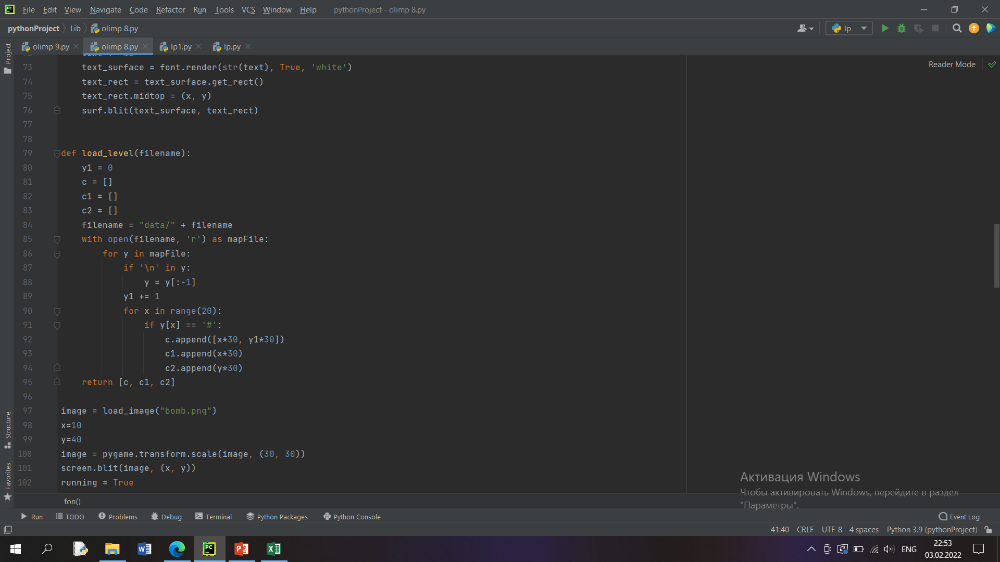 File Edit View Navigate Code Refactor Run Tools VCS Window Help pythonProject - olimp 8.py
pythonProject Lib olimp 8.py lp
olimp 9.py olimp 8.py lp1.py lp.py
Project
Reader Mode
73 text_surface = font.render(str(text), True, 'white')
74 text_rect = text_surface.get_rect()
75 text_rect.midtop = (x, y)
76 surf.blit(text_surface, text_rect)
77
78
79 def load_level(filename):
80 y1 = 0
81 c = []
82 c1 = []
83 c2 = []
84 filename = "data/" + filename
85 with open(filename, 'r') as mapFile:
86 for y in mapFile:
87 if '\n' in y:
88 y = y[:-1]
89 y1 += 1
90 for x in range(20):
91 if y[x] == '#':
92 c.append([x*30, y1*30])
93 c1.append(x*30)
94 c2.append(y*30)
95 return [c, c1, c2]
96
97 image = load_image("bomb.png")
98 x=10
99 y=40
100 image = pygame.transform.scale(image, (30, 30))
101 screen.blit(image, (x, y))
102 running = True
Structure
Favorites
Активация Windows
Чтобы активировать Windows, перейдите в раздел
"Параметры".
fon()
Run TODO Problems Debug Terminal Python Packages Python Console Event Log
41:40 CRLF UTF-8 4 spaces Python 3.9 (pythonProject)
ENG 22:53
03.02.2022